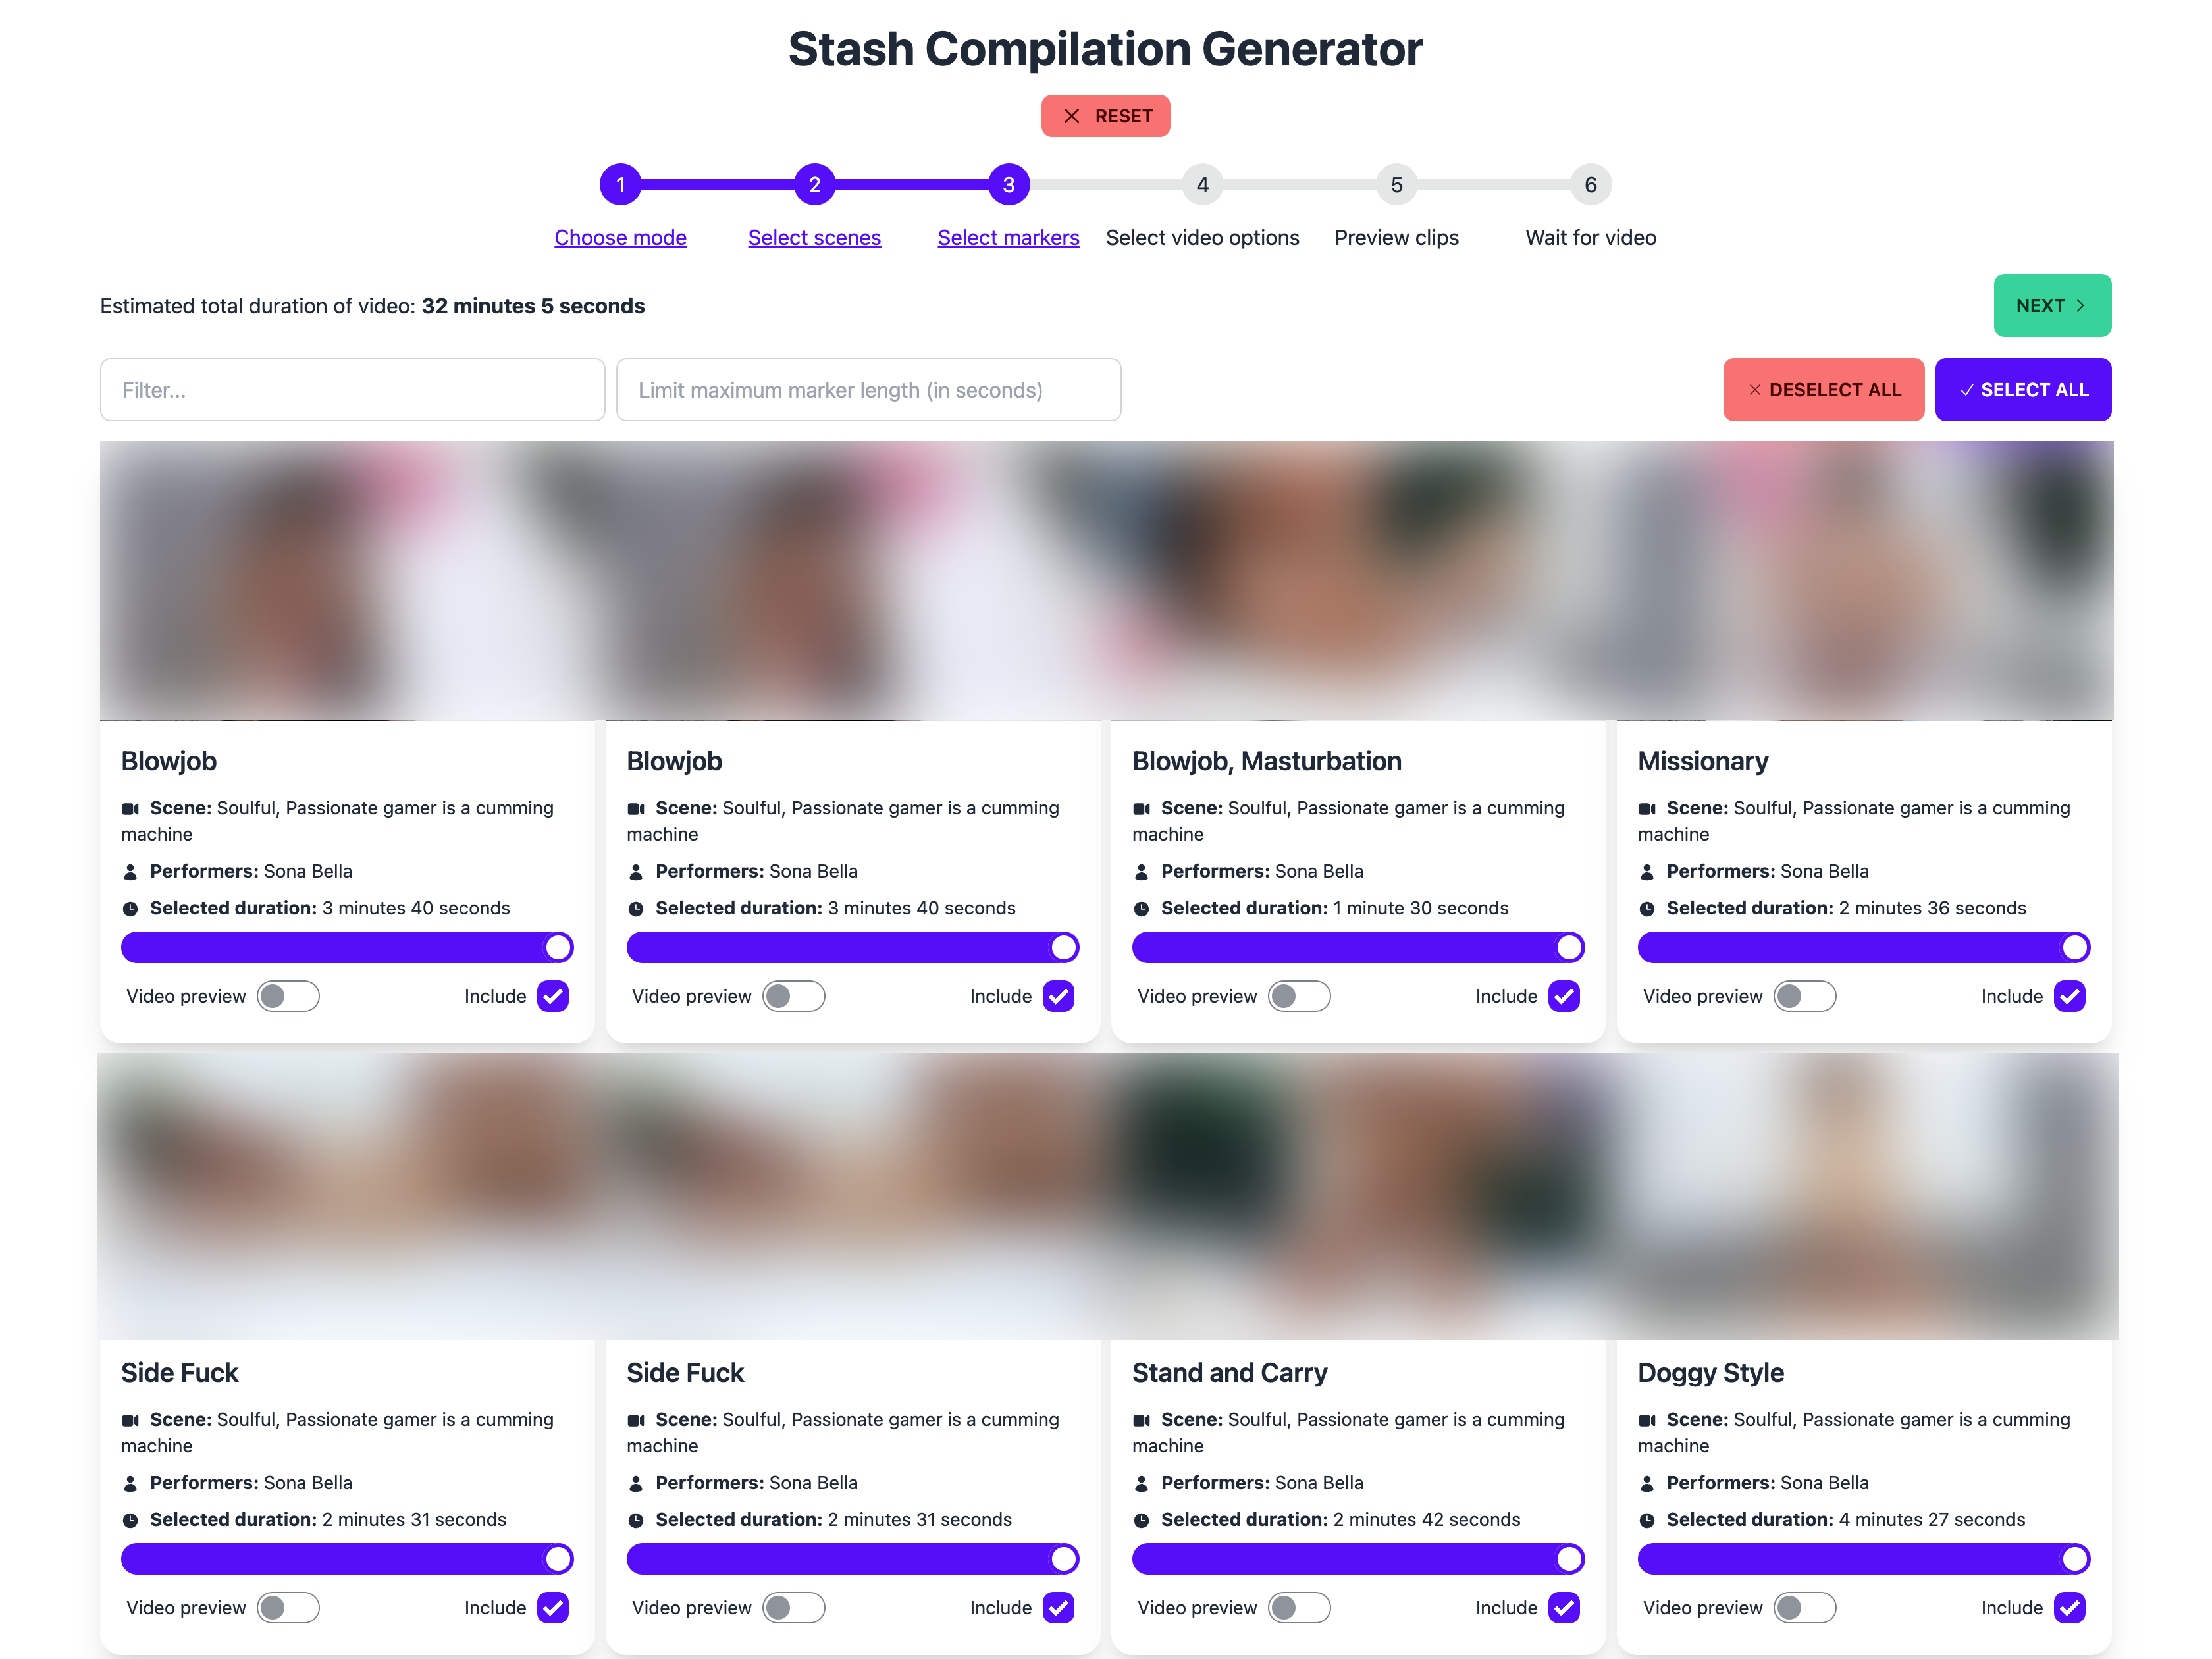 Stash Compilation Generator
RESET
1 2 3 4 5 6
Choose mode Select scenes Select markers Select video options Preview clips Wait for video
Estimated total duration of video: 32 minutes 5 seconds
NEXT
Filter... Limit maximum marker length (in seconds) DESELECT ALL SELECT ALL
Blowjob
Scene: Soulful, Passionate gamer is a cumming
machine
Performers: Sona Bella
Selected duration: 3 minutes 40 seconds
Video preview Include
Blowjob
Scene: Soulful, Passionate gamer is a cumming
machine
Performers: Sona Bella
Selected duration: 3 minutes 40 seconds
Video preview Include
Blowjob, Masturbation
Scene: Soulful, Passionate gamer is a cumming
machine
Performers: Sona Bella
Selected duration: 1 minute 30 seconds
Video preview Include
Missionary
Scene: Soulful, Passionate gamer is a cumming
machine
Performers: Sona Bella
Selected duration: 2 minutes 36 seconds
Video preview Include
Side Fuck
Scene: Soulful, Passionate gamer is a cumming
machine
Performers: Sona Bella
Selected duration: 2 minutes 31 seconds
Video preview Include
Side Fuck
Scene: Soulful, Passionate gamer is a cumming
machine
Performers: Sona Bella
Selected duration: 2 minutes 31 seconds
Video preview Include
Stand and Carry
Scene: Soulful, Passionate gamer is a cumming
machine
Performers: Sona Bella
Selected duration: 2 minutes 42 seconds
Video preview Include
Doggy Style
Scene: Soulful, Passionate gamer is a cumming
machine
Performers: Sona Bella
Selected duration: 4 minutes 27 seconds
Video preview Include